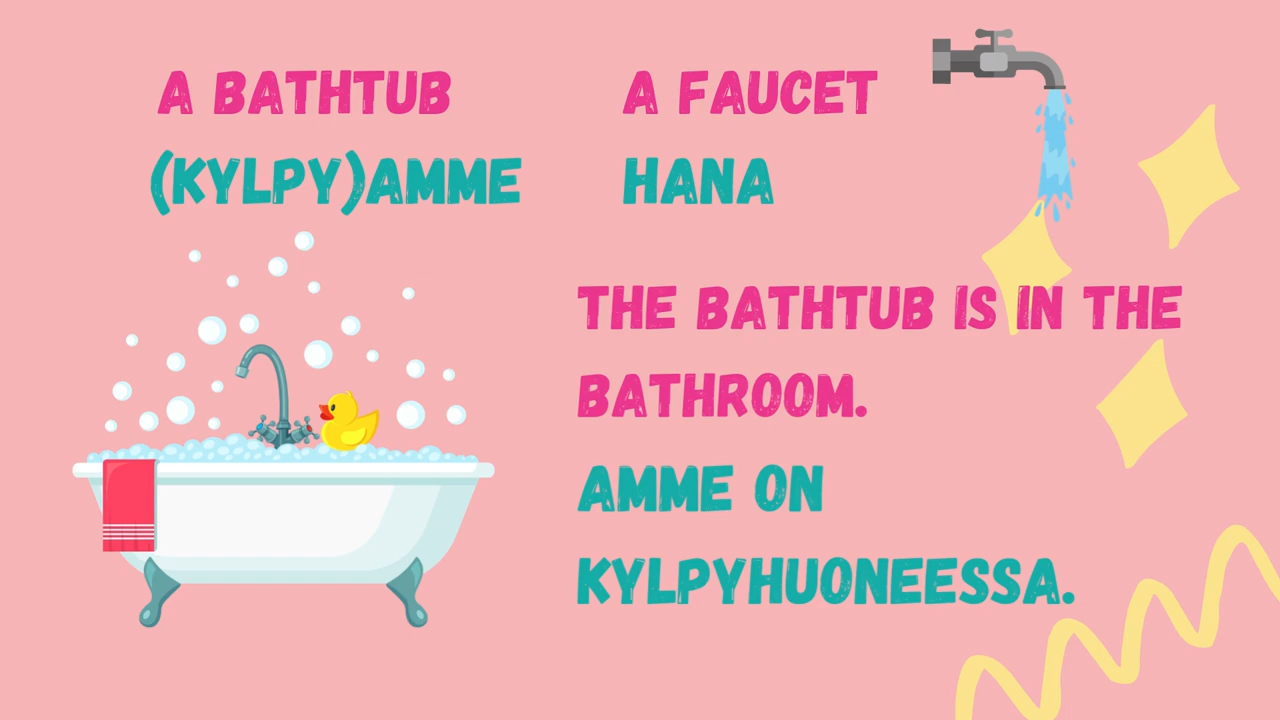 A BATHTUB
(KYLPY)AMME
A FAUCET
HANA
THE BATHTUB IS IN THE
BATHROOM.
AMME ON
KYLPYHUONEESSA.